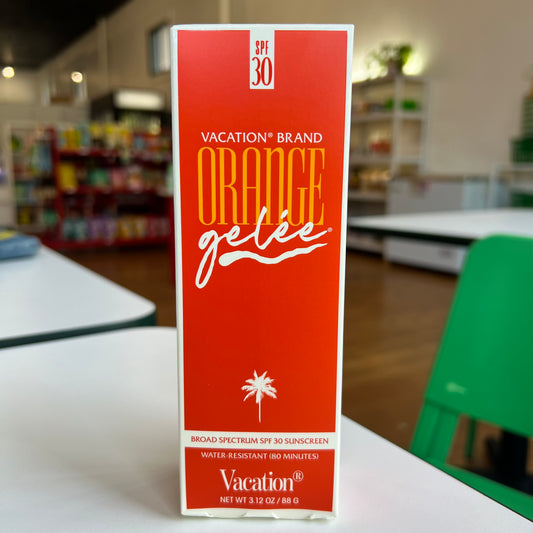 SPF
30
VACATION® BRAND
ORANGE
gelée®
BROAD SPECTRUM SPF 30 SUNSCREEN
WATER-RESISTANT (80 MINUTES)
Vacation®
NET WT 3.12 OZ / 88 G